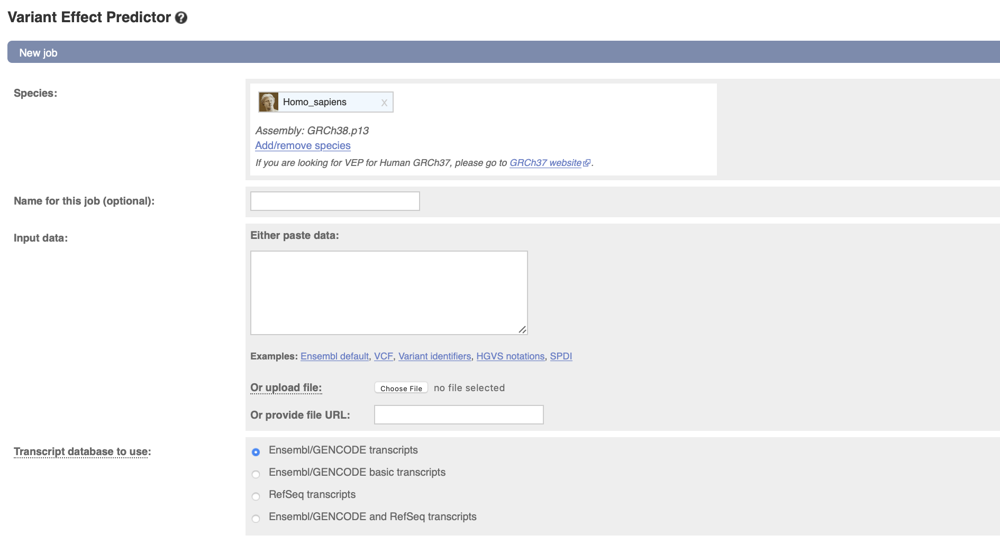 Variant Effect Predictor ?
New job
Species:
Homo_sapiens x
Assembly: GRCh38.p13
Add/remove species
If you are looking for VEP for Human GRCh37, please go to GRCh37 website.
Name for this job (optional):
Input data:
Either paste data:
Examples: Ensembl default, VCF, Variant identifiers, HGVS notations, SPDI
Or upload file: Choose File no file selected
Or provide file URL:
Transcript database to use:
Ensembl/GENCODE transcripts
Ensembl/GENCODE basic transcripts
RefSeq transcripts
Ensembl/GENCODE and RefSeq transcripts